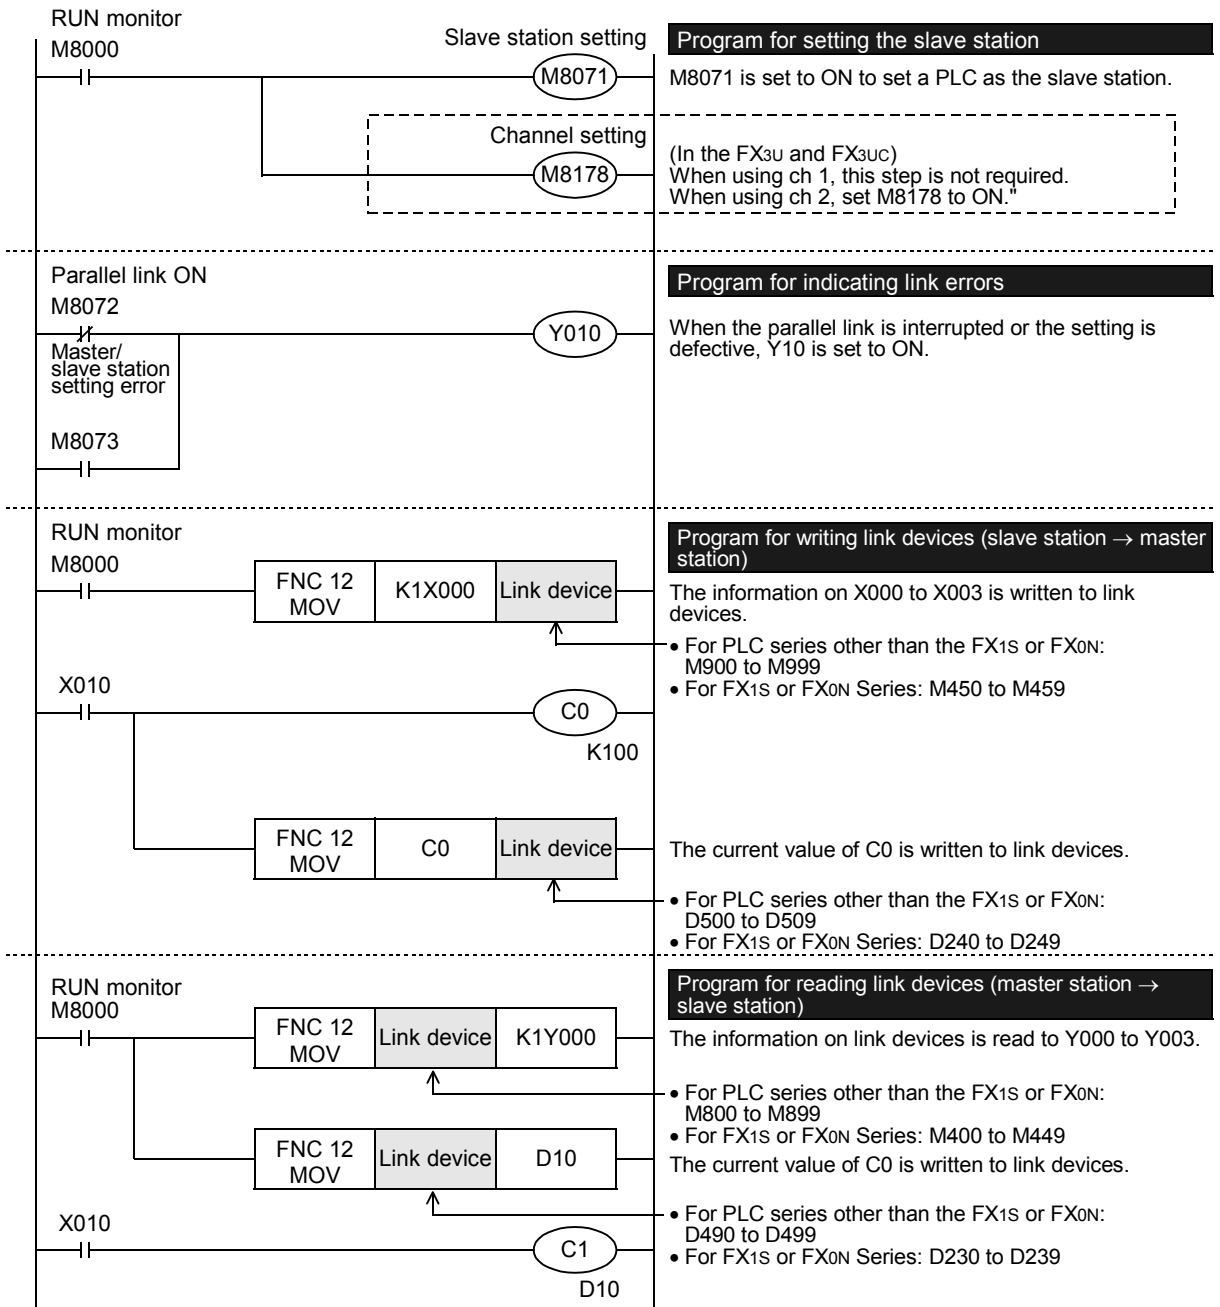 RUN monitor
M8000
Slave station setting
M8071
Program for setting the slave station
M8071 is set to ON to set a PLC as the slave station.
Channel setting
M8178
(In the FX3U and FX3UC)
When using ch 1, this step is not required.
When using ch 2, set M8178 to ON."
Parallel link ON
M8072
Y010
Master/
slave station
setting error
M8073
Program for indicating link errors
When the parallel link is interrupted or the setting is
defective, Y10 is set to ON.
RUN monitor
M8000
FNC 12
MOV
K1X000
Link device
Program for writing link devices (slave station → master
station)
The information on X000 to X003 is written to link
devices.
• For PLC series other than the FX1S or FX0N:
M900 to M999
• For FX1S or FX0N Series: M450 to M459
X010
C0
K100
FNC 12
MOV
C0
Link device
The current value of C0 is written to link devices.
• For PLC series other than the FX1S or FX0N:
D500 to D509
• For FX1S or FX0N Series: D240 to D249
RUN monitor
M8000
FNC 12
MOV
Link device
K1Y000
Program for reading link devices (master station →
slave station)
The information on link devices is read to Y000 to Y003.
• For PLC series other than the FX1S or FX0N:
M800 to M899
• For FX1S or FX0N Series: M400 to M449
FNC 12
MOV
Link device
D10
The current value of C0 is written to link devices.
• For PLC series other than the FX1S or FX0N:
D490 to D499
• For FX1S or FX0N Series: D230 to D239
X010
C1
D10